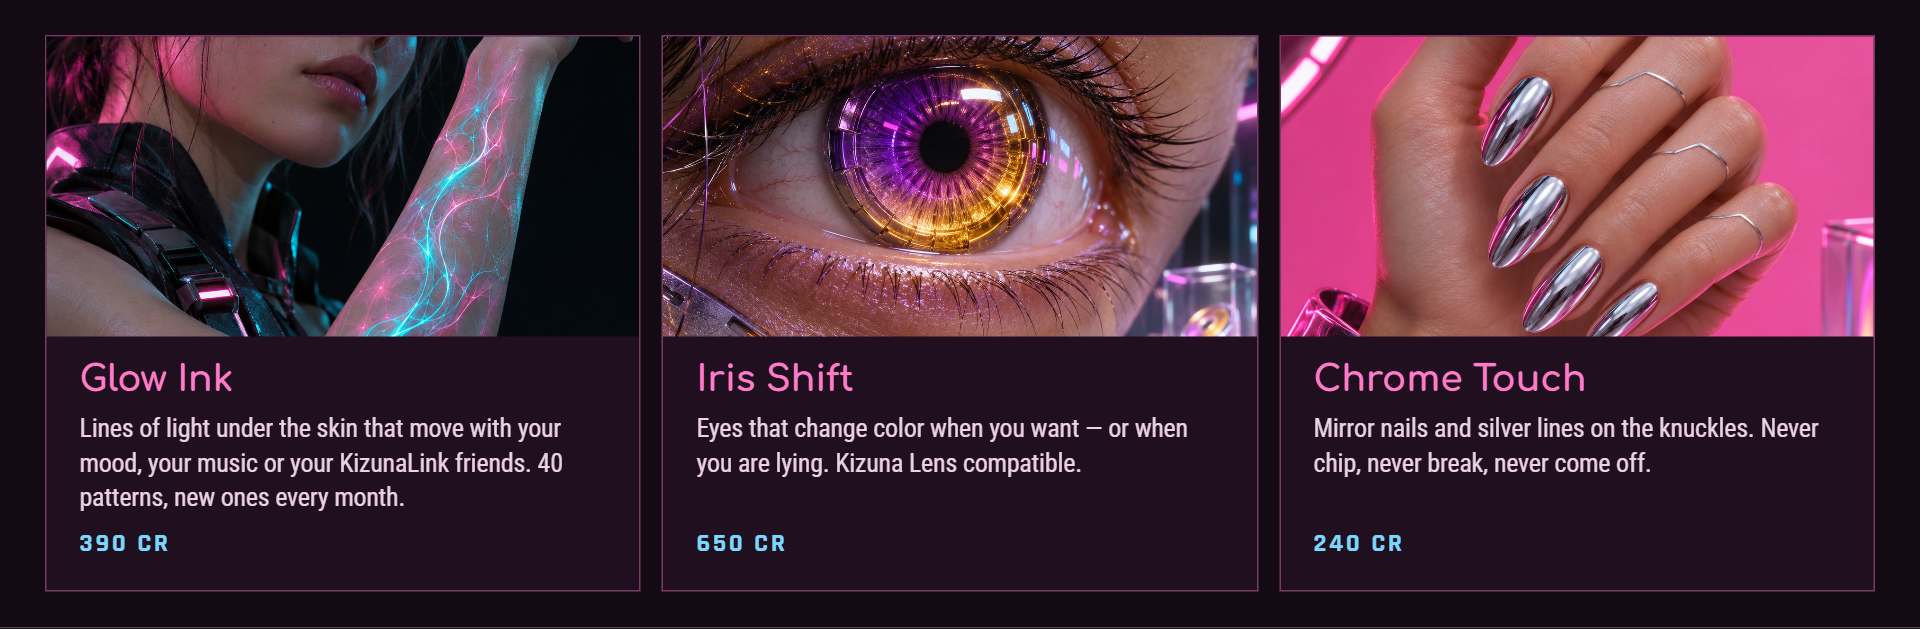 Glow Ink
Lines of light under the skin that move with your
mood, your music or your KizunaLink friends. 40
patterns, new ones every month.
390 CR
Iris Shift
Eyes that change color when you want — or when
you are lying. Kizuna Lens compatible.
650 CR
Chrome Touch
Mirror nails and silver lines on the knuckles. Never
chip, never break, never come off.
240 CR